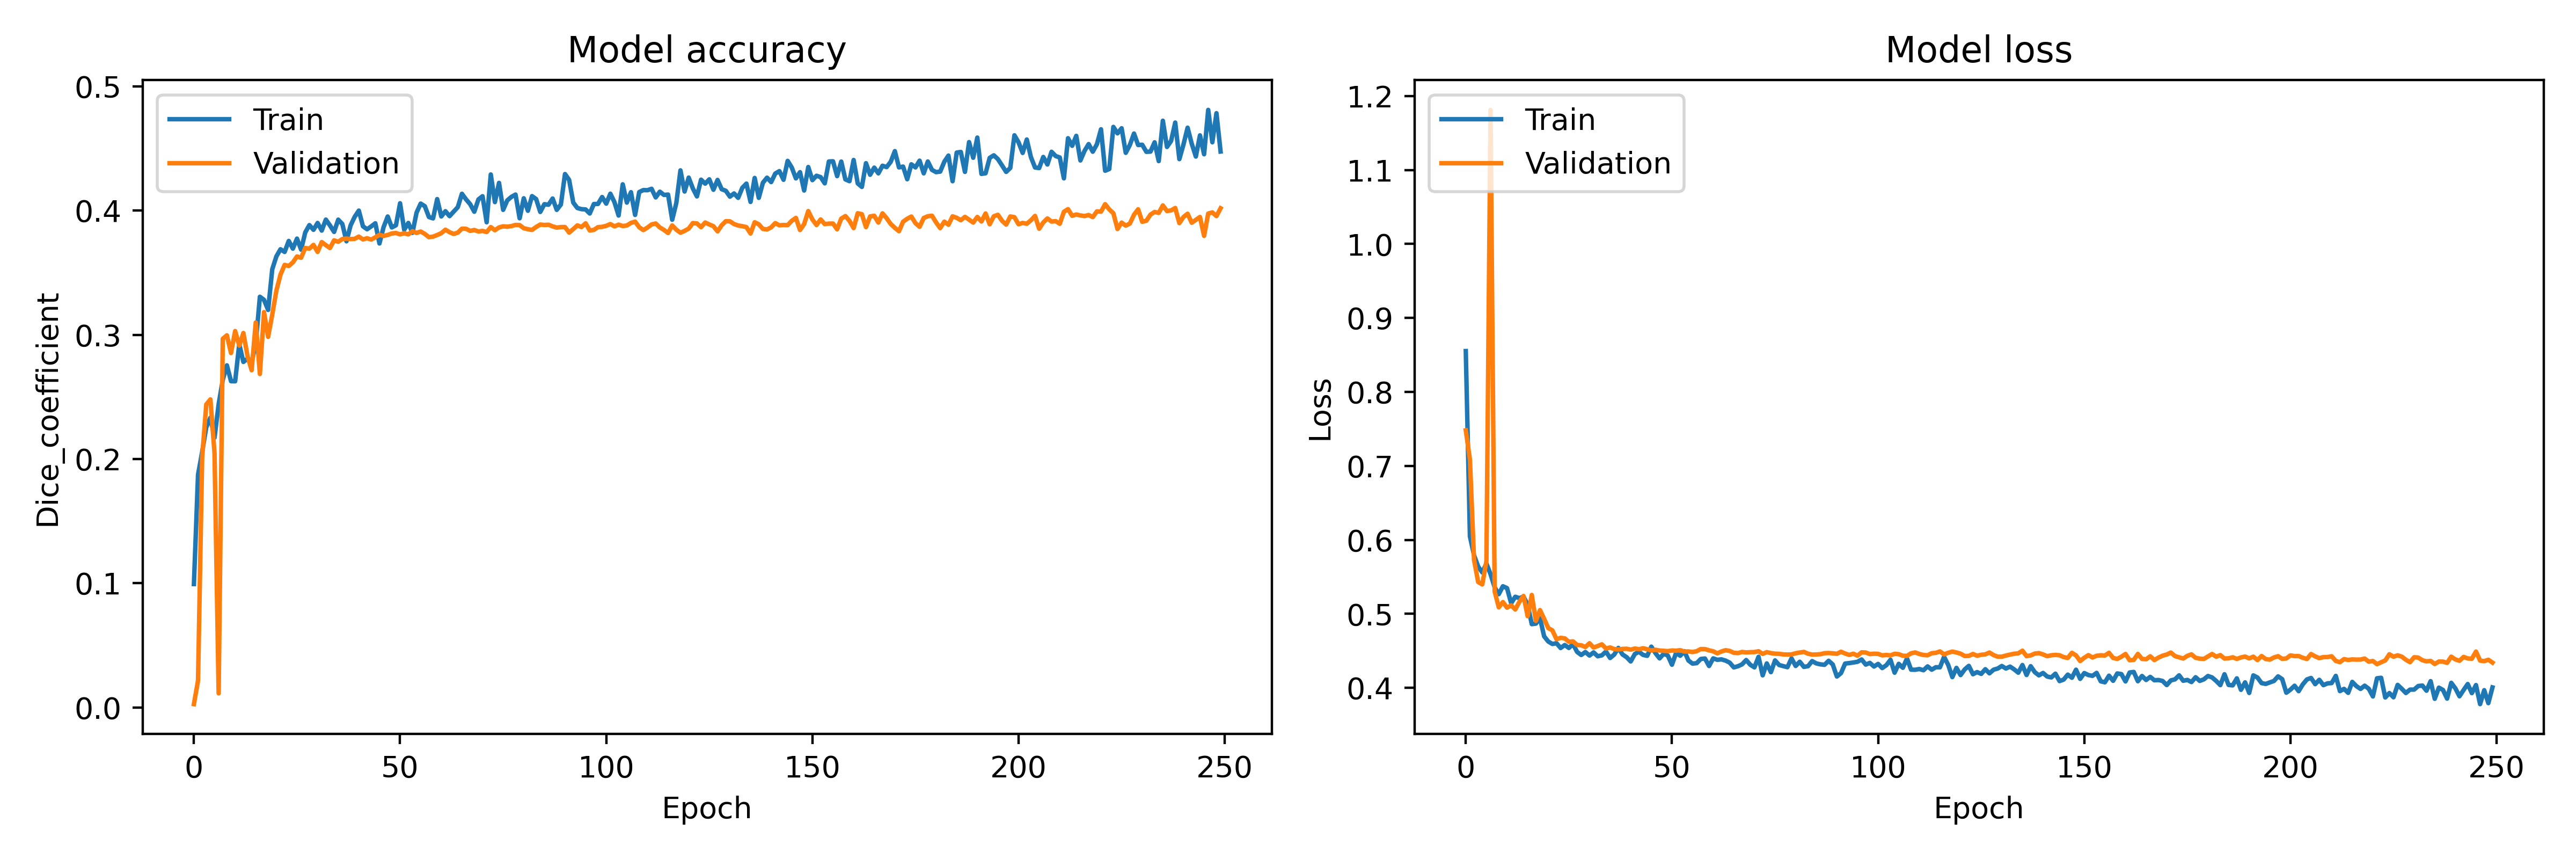 Model accuracy
Dice_coefficient
0.5
0.4
0.3
0.2
0.1
0.0
Train
Validation
0 50 100 150 200 250
Epoch
Model loss
Loss
1.2
1.1
1.0
0.9
0.8
0.7
0.6
0.5
0.4
Train
Validation
0 50 100 150 200 250
Epoch